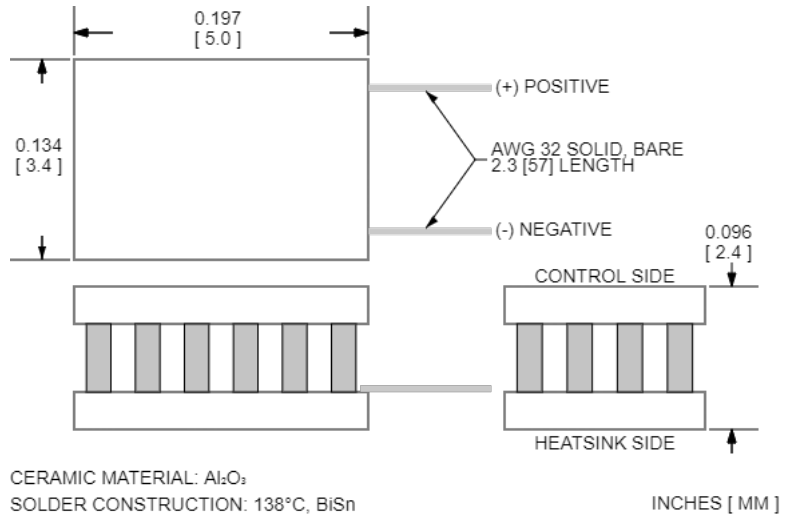 0.197
[ 5.0 ]
0.134
[ 3.4 ]
(+) POSITIVE
AWG 32 SOLID, BARE
2.3 [57] LENGTH
(-) NEGATIVE
0.096
[ 2.4 ]
CONTROL SIDE
HEATSINK SIDE
CERAMIC MATERIAL: Al₂O₃
SOLDER CONSTRUCTION: 138°C, BiSn
INCHES [ MM ]